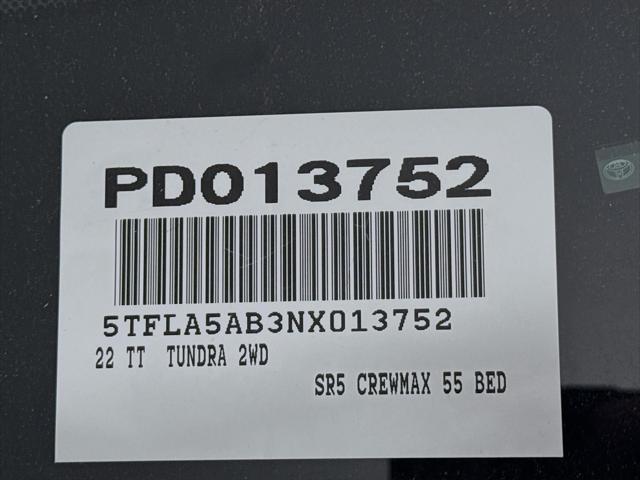 PD013752
5TFLA5AB3NX013752
22 TT TUNDRA 2WD
SR5 CREWMAX 55 BED